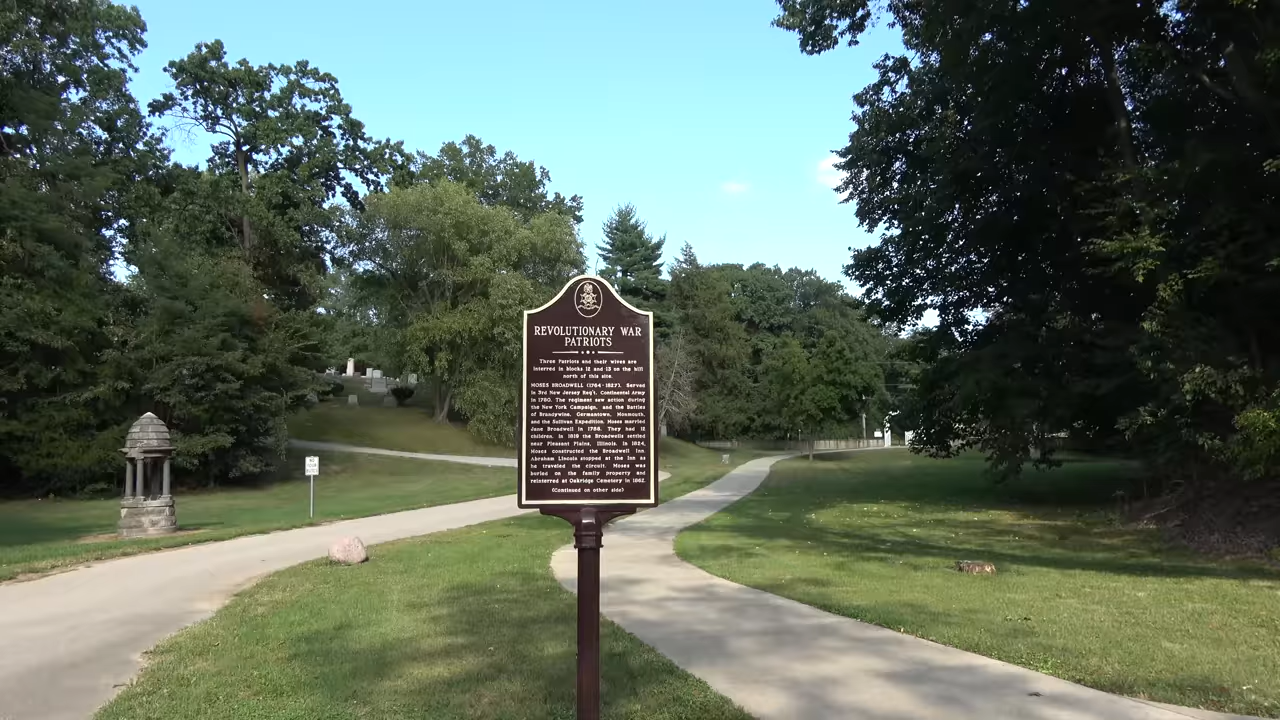 REVOLUTIONARY WAR
PATRIOTS
Three Patriots and their wives are
interred in blocks 12 and 13 on the hill
north of this site.
MOSES BROADWELL (1764-1827). Served
in 3rd New Jersey Reg't. Continental Army
in 1780. The regiment saw action during
the New York Campaign, and the Battles
of Brandywine, Germantown, Monmouth,
and the Sullivan Expedition. Moses married
Jane Broadwell in 1788. They had 12
children. In 1819 the Broadwells settled
near Pleasant Plains, Illinois. In 1824,
Moses constructed the Broadwell Inn.
Abraham Lincoln stopped at the Inn as
he traveled the circuit. Moses was
buried on the family property and
reinterred at Oakridge Cemetery in 1962.
(Continued on other side)